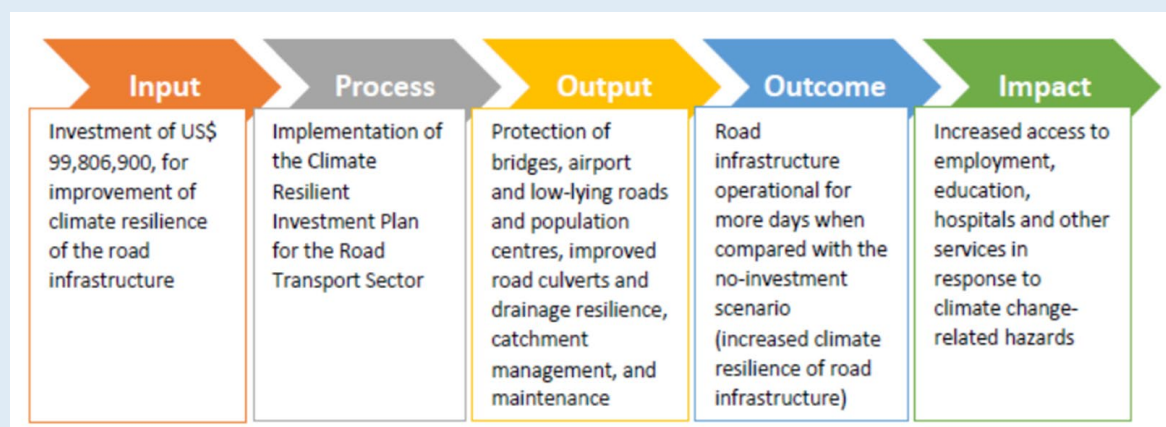 Input
Investment of US$
99,806,900, for
improvement of
climate resilience
of the road
infrastructure
Process
Implementation of
the Climate
Resilient
Investment Plan
for the Road
Transport Sector
Output
Protection of
bridges, airport
and low-lying roads
and population
centres, improved
road culverts and
drainage resilience,
catchment
management, and
maintenance
Outcome
Road
infrastructure
operational for
more days when
compared with the
no-investment
scenario
(increased climate
resilience of road
infrastructure)
Impact
Increased access to
employment,
education,
hospitals and other
services in
response to
climate change-
related hazards